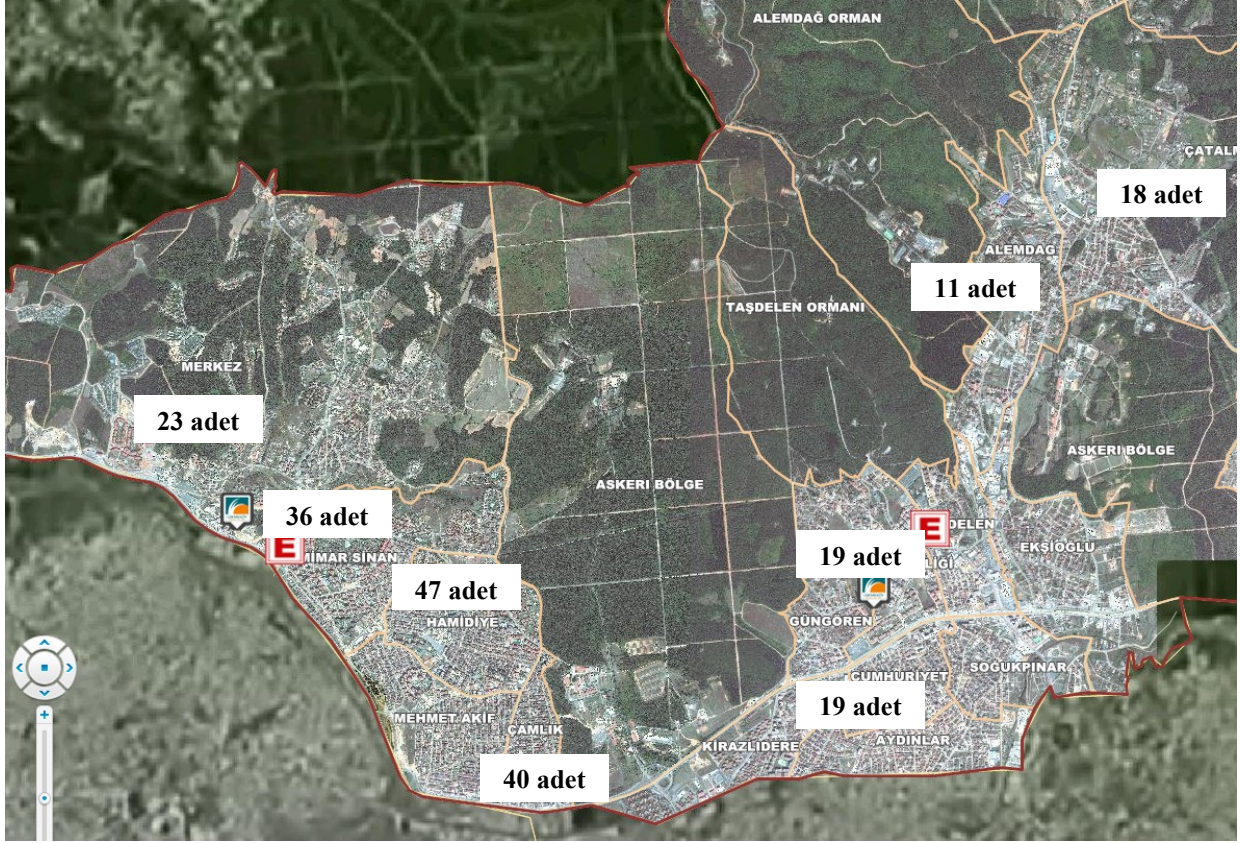 ALEMDAĞ ORMAN
ÇATALM
18 adet
ALEMDAĞ
11 adet
TAŞDELEN ORMANI
MERKEZ
23 adet
ASKERI BÖLGE
ASKERI BÖLGE
36 adet
E
MİMAR SİNAN
E
DELEN
EKŞİOĞLU
19 adet
LİĞİ
47 adet
HAMİDİYE
GÜNGÖREN
SOĞUKPINAR
CUMHURİYET
19 adet
MEHMET AKİF
ÇAMLIK
KİRAZLIDERE
AYDINLAR
40 adet